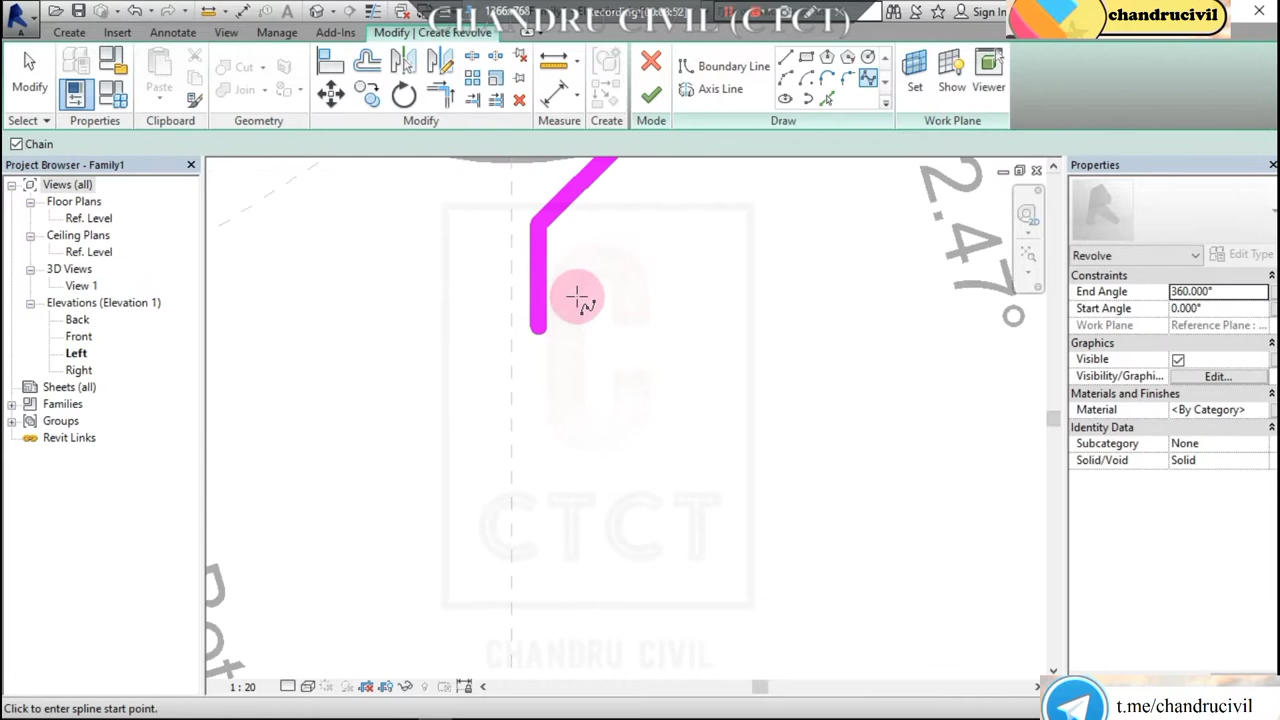 CHANDRU CIVIL (CTCT)
1366x768
Recording [00:03:52]
Sign In
chandrucivil
Create
Insert
Annotate
View
Manage
Add-Ins
Modify | Create Revolve
Modify
Paste
Cut
Join
Boundary Line
Axis Line
Set
Show
Viewer
Select
Properties
Clipboard
Geometry
Modify
Measure
Create
Mode
Draw
Work Plane
Chain
Project Browser - Family1
Views (all)
Floor Plans
Ref. Level
Ceiling Plans
Ref. Level
3D Views
View 1
Elevations (Elevation 1)
Back
Front
Left
Right
Sheets (all)
Families
Groups
Revit Links
2.47°
CTCT
CHANDRU CIVIL
2D
Properties
Revolve
Edit Type
Constraints
End Angle 360.000°
Start Angle 0.000°
Work Plane Reference Plane : ...
Graphics
Visible
Visibility/Graphi... Edit...
Materials and Finishes
Material <By Category>
Identity Data
Subcategory None
Solid/Void Solid
1 : 20
Click to enter spline start point.
t.me/chandrucivil